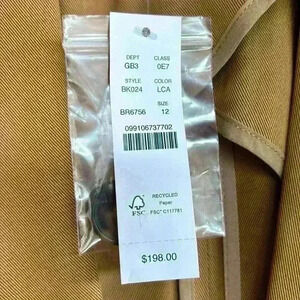 DEPT CLASS
GB3 0E7
STYLE COLOR
BK024 LCA
SIZE
BR6756 12
099106737702
RECYCLED
Paper
FSC FSC® C117781
$198.00